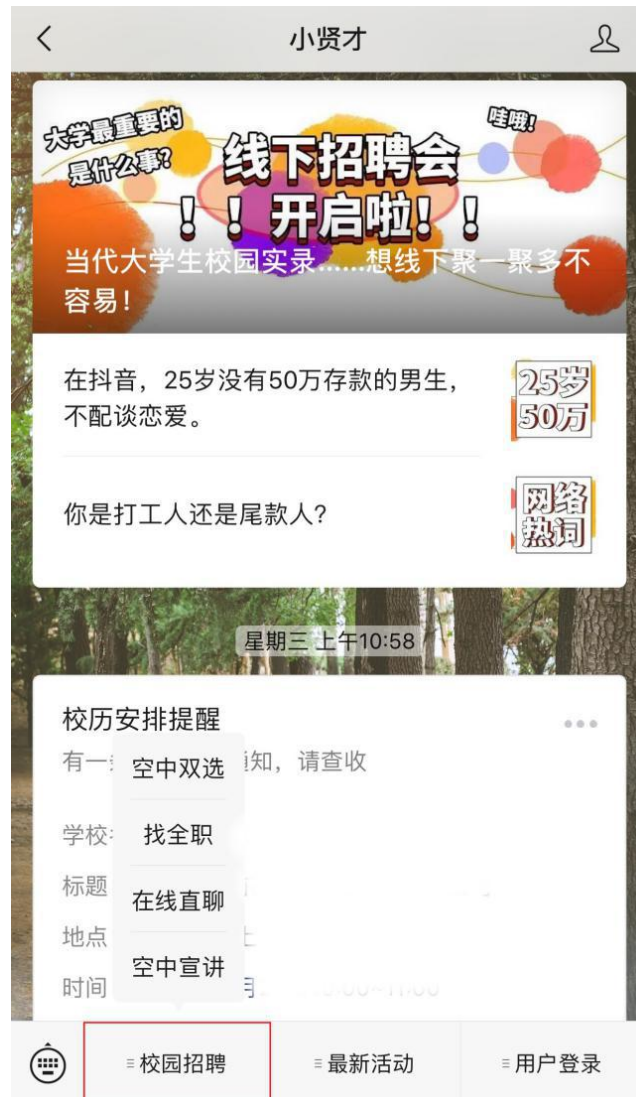 小贤才
大学最重要的
是什么事？
哇哦！
线下招聘会
！！开启啦！！
当代大学生校园实录......想线下聚一聚多不
容易！
在抖音，25岁没有50万存款的男生，
不配谈恋爱。
25岁
50万
你是打工人还是尾款人？
网络
热词
星期三 上午10:58
校历安排提醒
有一
知，请查收
空中双选
学校
找全职
标题
在线直聊
地点
空中宣讲
时间
校园招聘
最新活动
用户登录